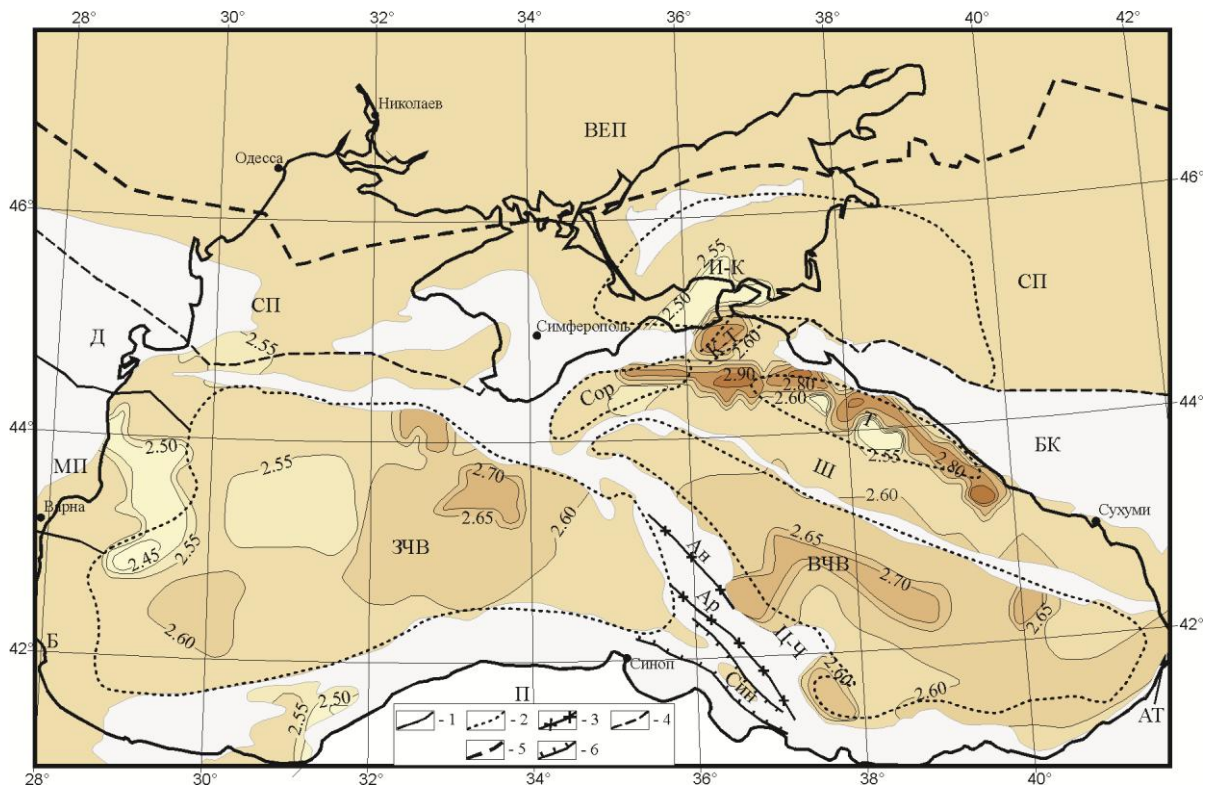 28° 30° 32° 34° 36° 38° 40° 42°
Николаев
ВЕП
Одесса
46° 46°
2.55
И-К
СП
2.50
СП
Симферополь
К-Т
2.60
Д
2.55
2.90
2.80
Сор
2.60
44° 44°
2.50
Т
2.55
БК
МП
2.55
2.70
Ш
2.80
Варна
2.65
2.60
2.60
Сухуми
2.45
2.55
ЗЧВ
Ан
2.65
ВЧВ
2.70
Ар
2.65
2.60
Б
Ц-Ч
42° 42°
Синоп
Син
2.60
2.60
П
2.50
2.55
- 1 - 2 - 3 - 4
- 5 - 6
АТ
28° 30° 32° 34° 36° 38° 40°